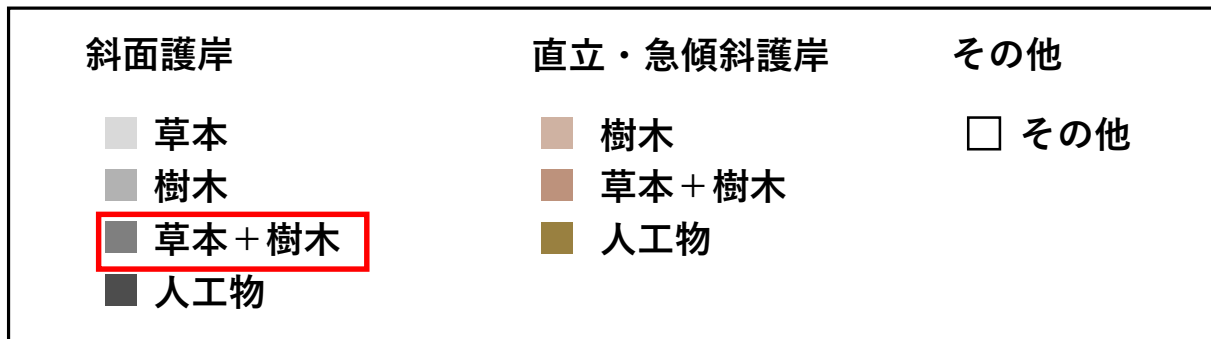 斜面護岸
草本
樹木
草本＋樹木
人工物
直立・急傾斜護岸
樹木
草本＋樹木
人工物
その他
その他